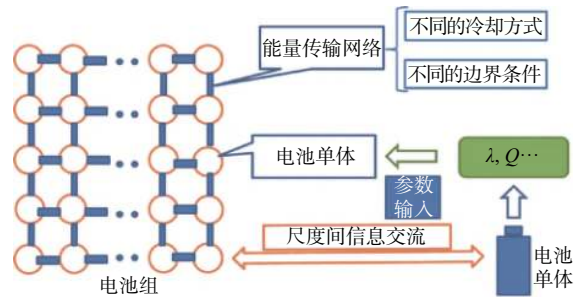 不同的冷却方式
能量传输网络
不同的边界条件
电池单体
λ, Q…
参数
输入
尺度间信息交流
电池
单体
电池组